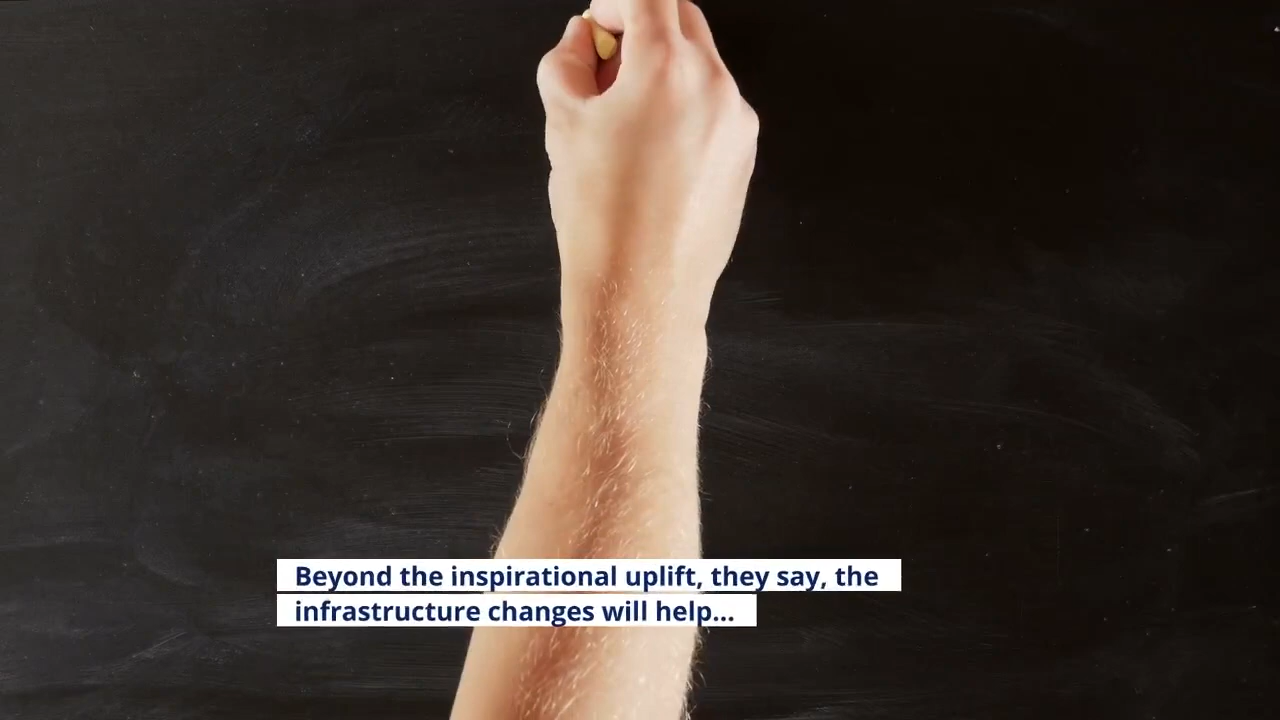 Beyond the inspirational uplift, they say, the
infrastructure changes will help...